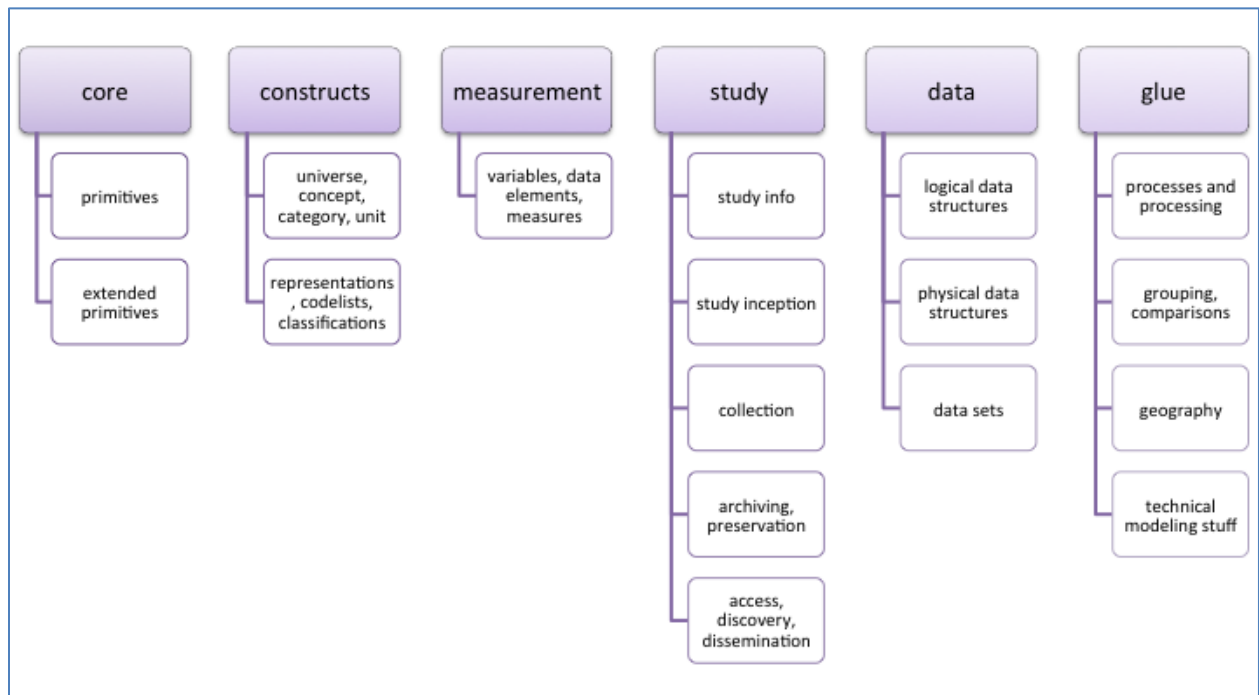 core
primitives
extended
primitives
constructs
universe,
concept,
category, unit
representations
, codelists,
classifications
measurement
variables, data
elements,
measures
study
study info
study inception
collection
archiving,
preservation
access,
discovery,
dissemination
data
logical data
structures
physical data
structures
data sets
glue
processes and
processing
grouping,
comparisons
geography
technical
modeling stuff